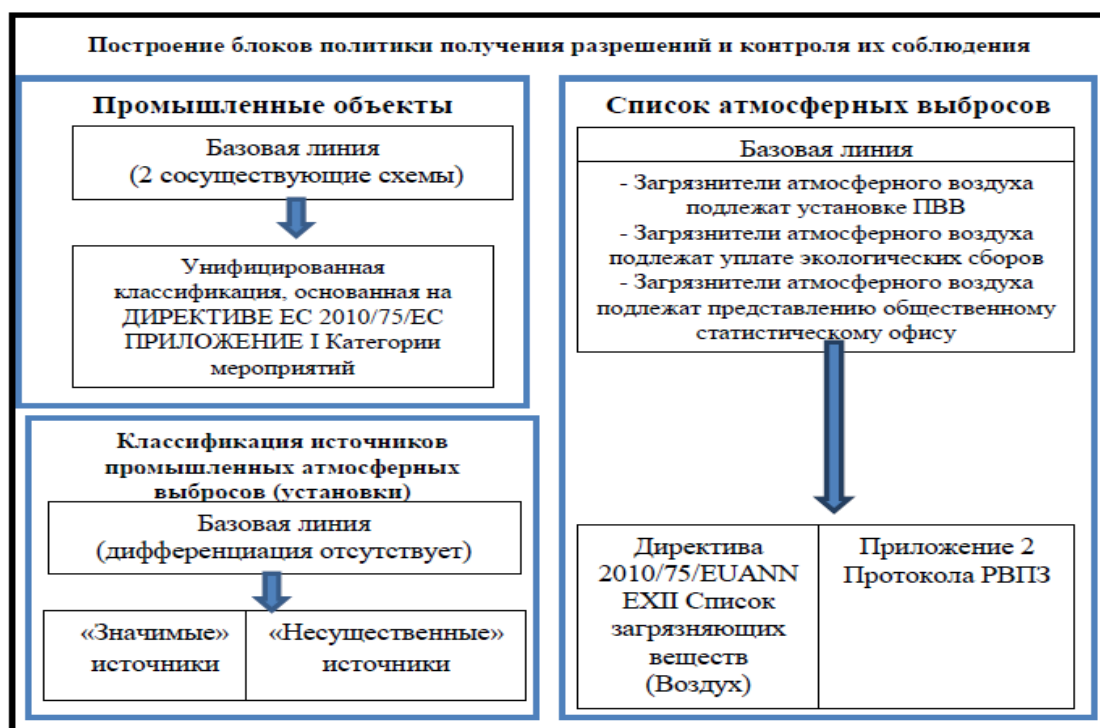 Построение блоков политики получения разрешений и контроля их соблюдения
Промышленные объекты
Базовая линия
(2 сосуществующие схемы)
Унифицированная
классификация, основанная на
ДИРЕКТИВЕ ЕС 2010/75/ЕС
ПРИЛОЖЕНИЕ I Категории
мероприятий
Классификация источников
промышленных атмосферных
выбросов (установки)
Базовая линия
(дифференциация отсутствует)
«Значимые»
источники
«Несущественные»
источники
Список атмосферных выбросов
Базовая линия
- Загрязнители атмосферного воздуха
подлежат установке ПВВ
- Загрязнители атмосферного воздуха
подлежат уплате экологических сборов
- Загрязнители атмосферного воздуха
подлежат представлению общественному
статистическому офису
Директива
2010/75/EUANN
EXII Список
загрязняющих
веществ
(Воздух)
Приложение 2
Протокола РВПЗ